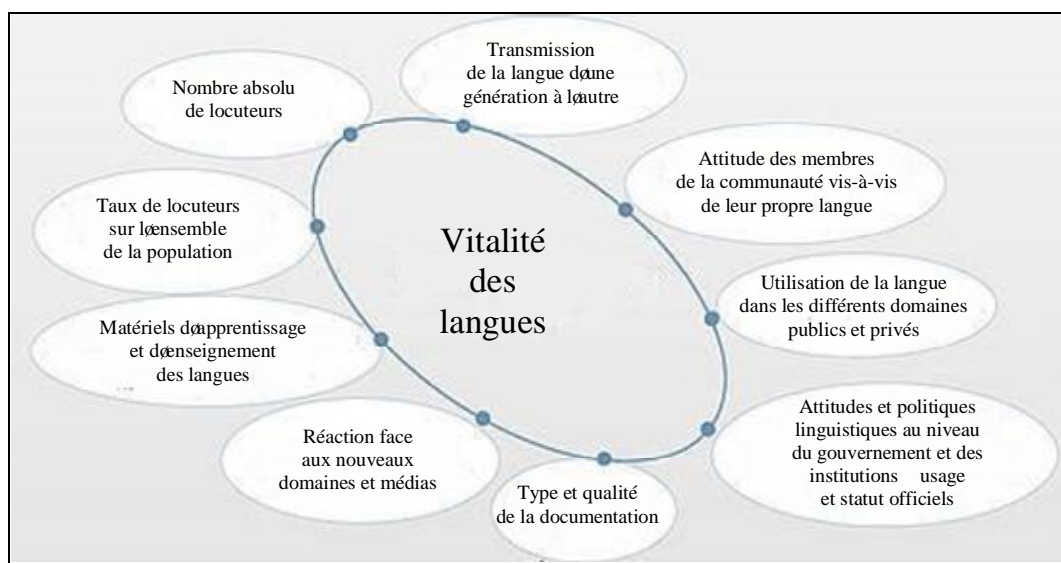 Transmission
de la langue døune
génération à løautre
Nombre absolu
de locuteurs
Attitude des membres
de la communauté vis-à-vis
de leur propre langue
Taux de locuteurs
sur løensemble
de la population
Vitalité
des
langues
Utilisation de la langue
dans les différents domaines
publics et privés
Matériels døapprentissage
et døenseignement
des langues
Attitudes et politiques
linguistiques au niveau
du gouvernement et des
institutions usage
et statut officiels
Réaction face
aux nouveaux
domaines et médias
Type et qualité
de la documentation